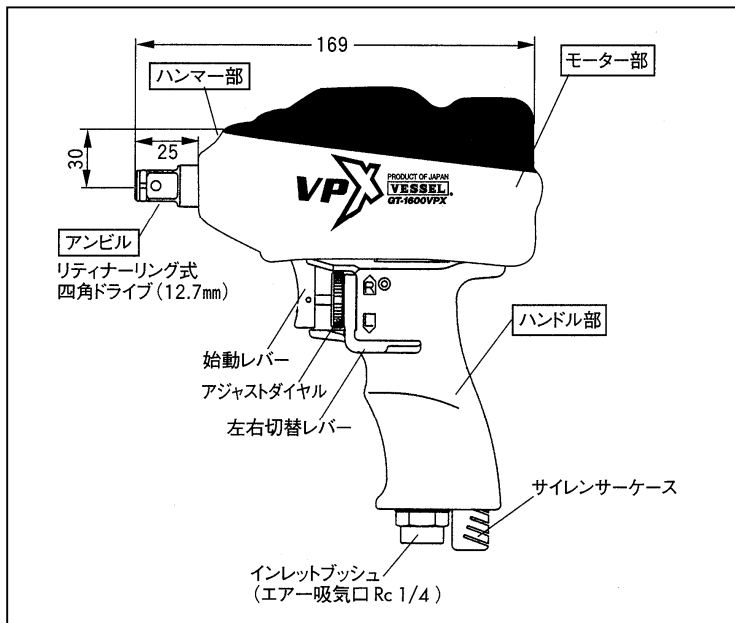 169
ハンマー部
モーター部
25
30
VPX
PRODUCT OF JAPAN
VESSEL
GT-1600VPX
アンビル
リティナーリング式
四角ドライブ(12.7mm)
R
L
ハンドル部
始動レバー
アジャストダイヤル
左右切替レバー
サイレンサーケース
インレットブッシュ
(エアー吸気口 Rc 1/4 )